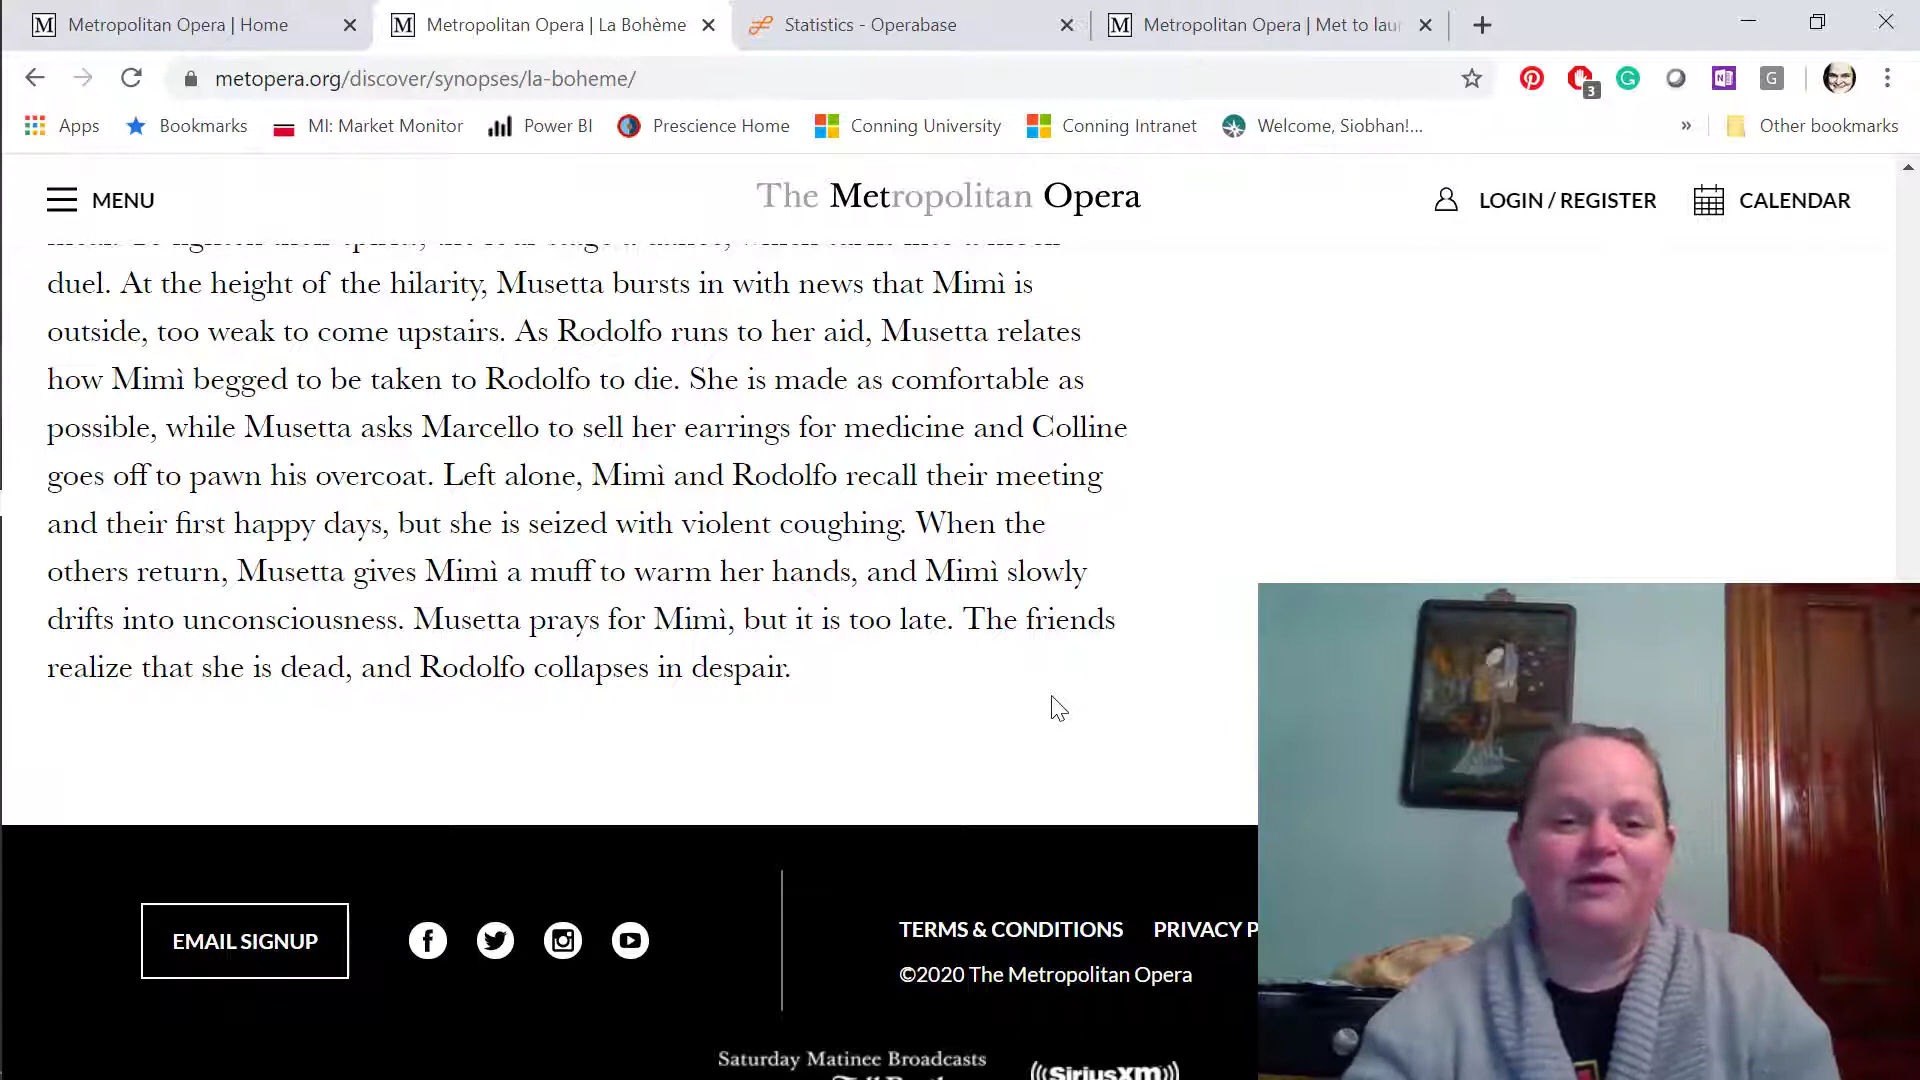 Metropolitan Opera | Home
Metropolitan Opera | La Bohème
Statistics - Operabase
Metropolitan Opera | Met to lau
metopera.org/discover/synopses/la-boheme/
3
N
G
Apps
Bookmarks
MI: Market Monitor
Power BI
Prescience Home
Conning University
Conning Intranet
Welcome, Siobhan!...
»
Other bookmarks
MENU
The Metropolitan Opera
LOGIN / REGISTER
CALENDAR
duel. At the height of the hilarity, Musetta bursts in with news that Mimì is
outside, too weak to come upstairs. As Rodolfo runs to her aid, Musetta relates
how Mimì begged to be taken to Rodolfo to die. She is made as comfortable as
possible, while Musetta asks Marcello to sell her earrings for medicine and Colline
goes off to pawn his overcoat. Left alone, Mimì and Rodolfo recall their meeting
and their first happy days, but she is seized with violent coughing. When the
others return, Musetta gives Mimì a muff to warm her hands, and Mimì slowly
drifts into unconsciousness. Musetta prays for Mimì, but it is too late. The friends
realize that she is dead, and Rodolfo collapses in despair.
EMAIL SIGNUP
TERMS & CONDITIONS
PRIVACY P
©2020 The Metropolitan Opera
Saturday Matinee Broadcasts
((SiriusXM))